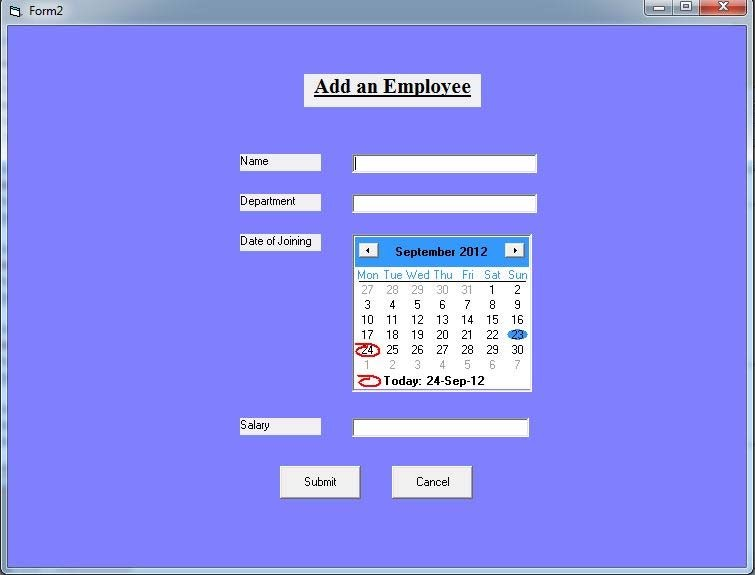 Form2
Add an Employee
Name
Department
Date of Joining
September 2012
Mon Tue Wed Thu Fri Sat Sun
27 28 29 30 31 1 2
3 4 5 6 7 8 9
10 11 12 13 14 15 16
17 18 19 20 21 22 23
24 25 26 27 28 29 30
1 2 3 4 5 6 7
Today: 24-Sep-12
Salary
Submit Cancel